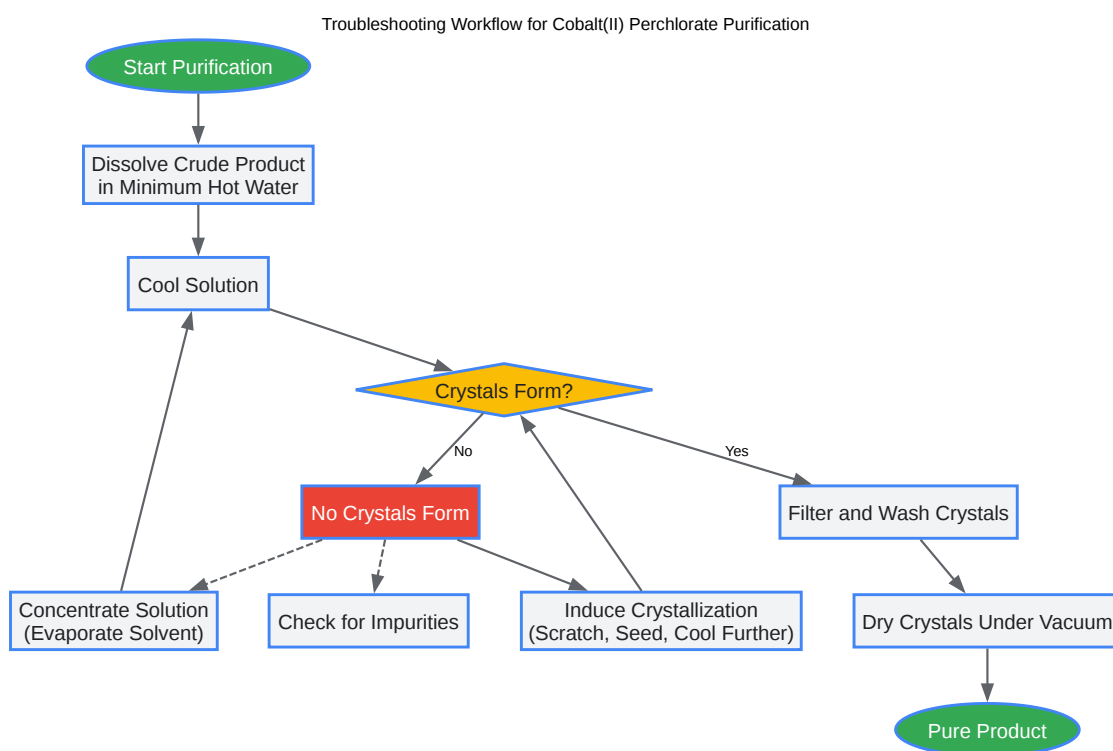 Troubleshooting Workflow for Cobalt(II) Perchlorate Purification
Start Purification
Dissolve Crude Product
in Minimum Hot Water
Cool Solution
Crystals Form?
No
Yes
No Crystals Form
Filter and Wash Crystals
Concentrate Solution
(Evaporate Solvent)
Check for Impurities
Induce Crystallization
(Scratch, Seed, Cool Further)
Dry Crystals Under Vacuum
Pure Product